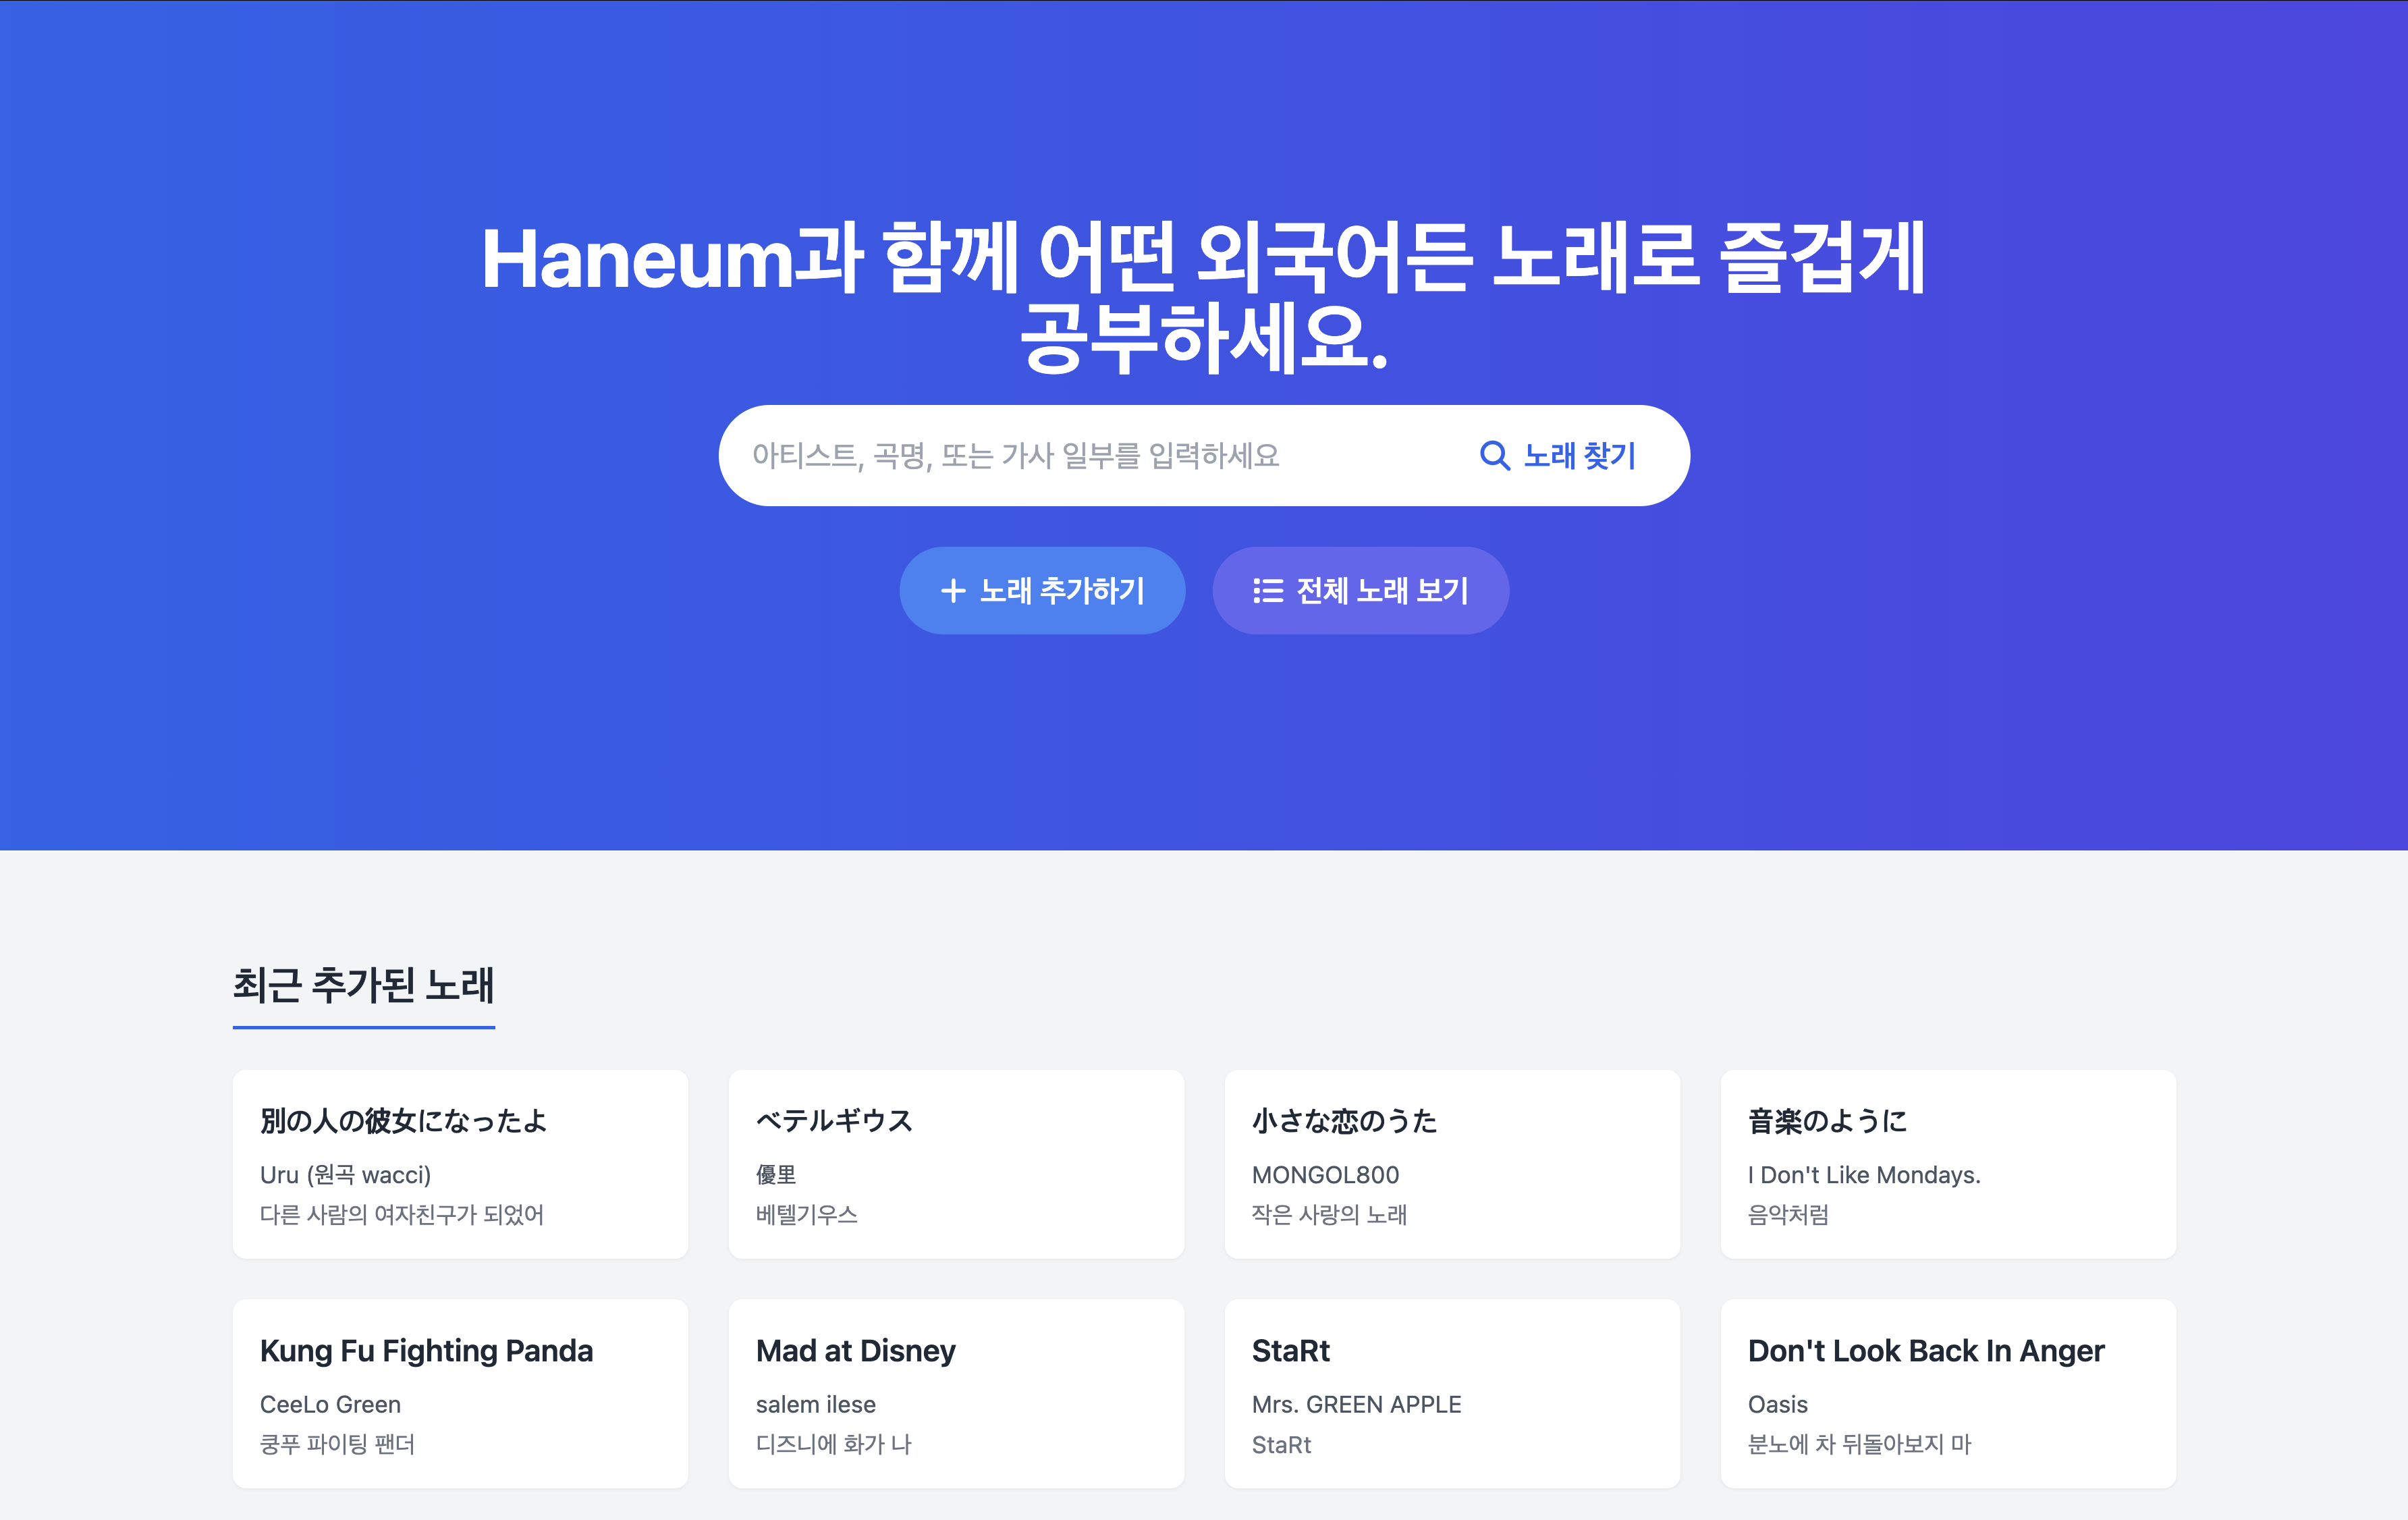 Haneum과 함께 어떤 외국어든 노래로 즐겁게
공부하세요.
아티스트, 곡명, 또는 가사 일부를 입력하세요
노래 찾기
노래 추가하기
전체 노래 보기
최근 추가된 노래
別の人の彼女になったよ
Uru (원곡 wacci)
다른 사람의 여자친구가 되었어
ベテルギウス
優里
베텔기우스
小さな恋のうた
MONGOL800
작은 사랑의 노래
音楽のように
I Don't Like Mondays.
음악처럼
Kung Fu Fighting Panda
CeeLo Green
쿵푸 파이팅 팬더
Mad at Disney
salem ilese
디즈니에 화가 나
StaRt
Mrs. GREEN APPLE
StaRt
Don't Look Back In Anger
Oasis
분노에 차 뒤돌아보지 마